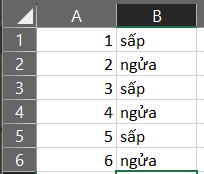 A B
1 1 sấp
2 2 ngửa
3 3 sấp
4 4 ngửa
5 5 sấp
6 6 ngửa